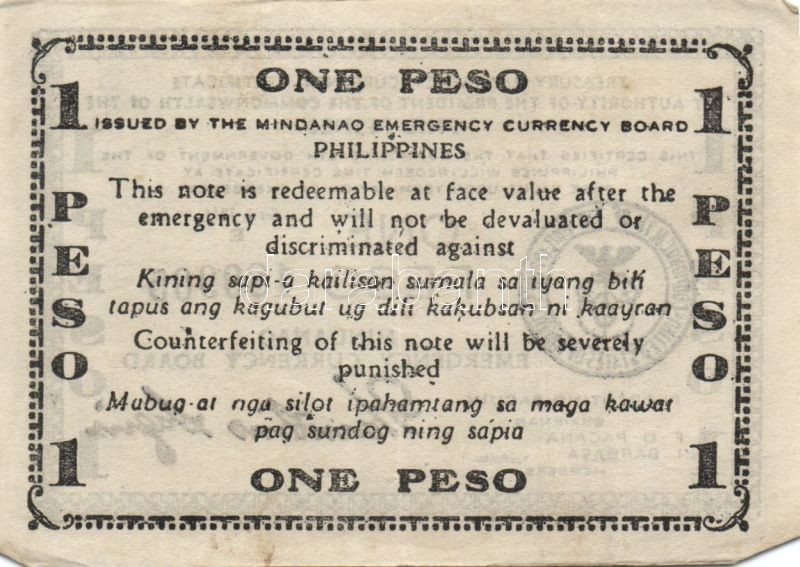 ONE PESO
1 1
ISSUED BY THE MINDANAO EMERGENCY CURRENCY BOARD
PHILIPPINES
This note is redeemable at face value after the
emergency and will not be devaluated or
discriminated against
Kining sapi-a kailisan sumala sa iyang bili
tapus ang kagubut ug dili kakubsan ni kaayran
Counterfeiting of this note will be severely
punished
Mabug-at nga silot ipahamtang sa maga kawat
pag sundog ning sapia
PESO
PESO
1 1
ONE PESO
darabanth